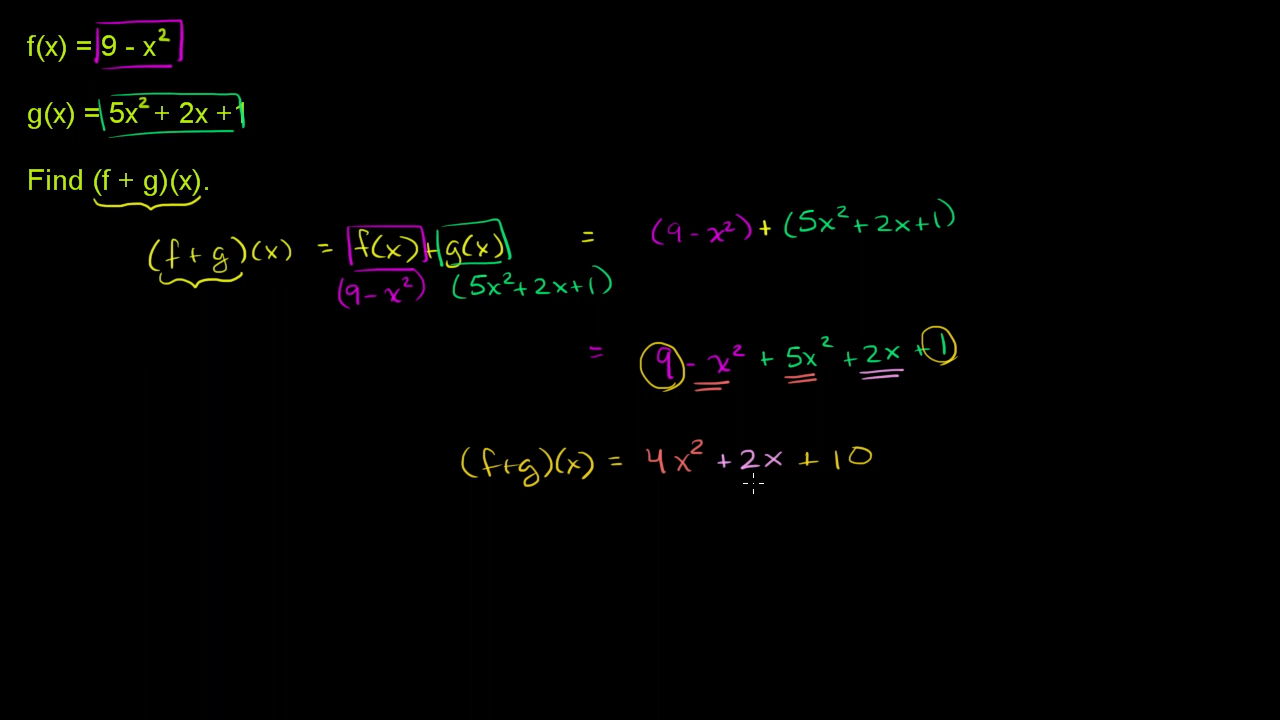 f(x) = 9 - x²
g(x) = 5x² + 2x + 1
Find (f + g)(x).
(f+g)(x) = f(x) + g(x) = (9 - x²) + (5x² + 2x + 1)
(9 - x²) (5x² + 2x + 1)
= 9 - x² + 5x² + 2x + 1
(f+g)(x) = 4x² + 2x + 10